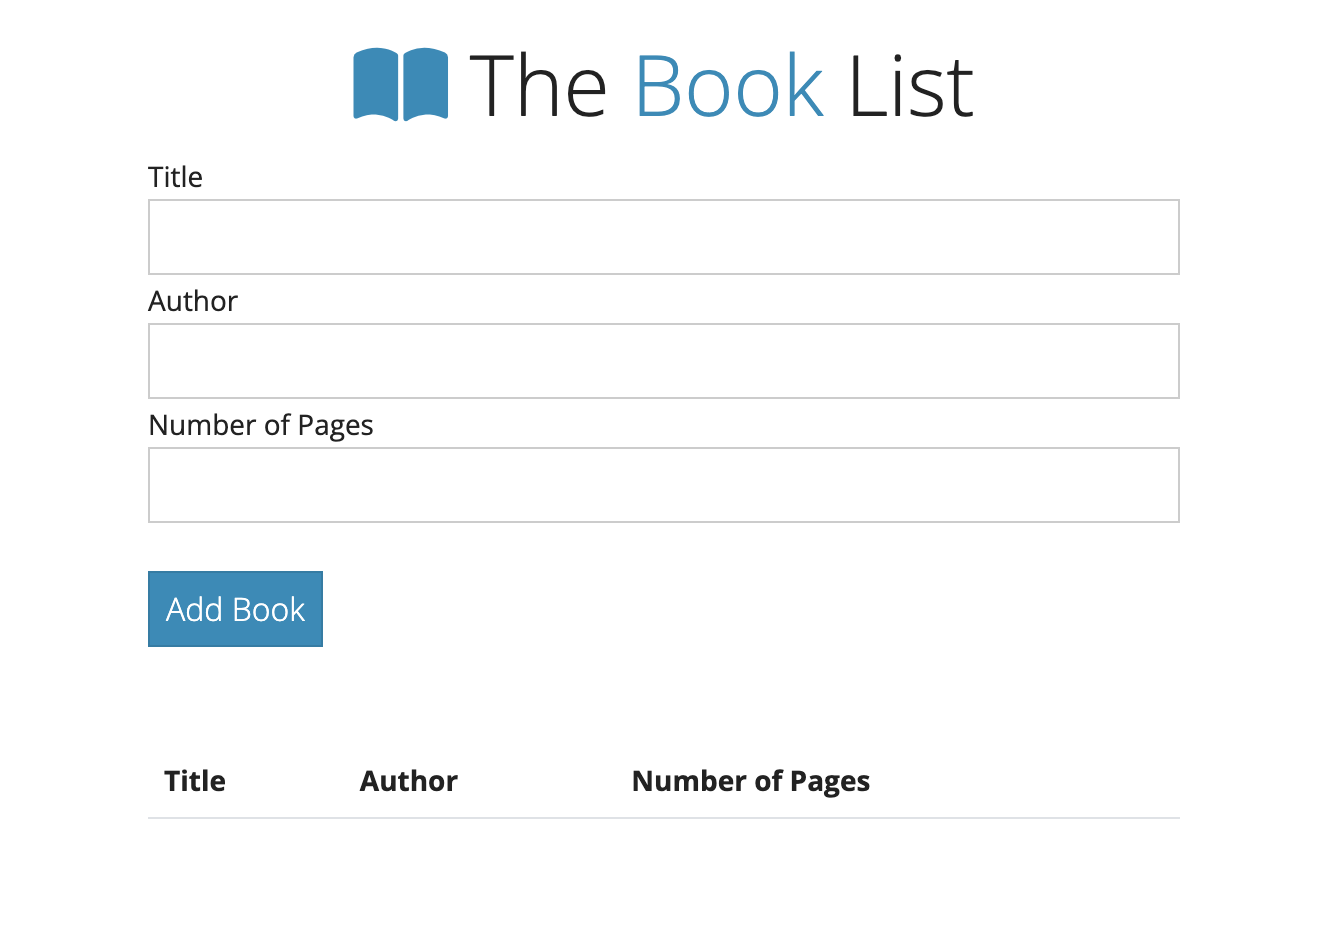 The Book List
Title
Author
Number of Pages
Add Book
Title Author Number of Pages